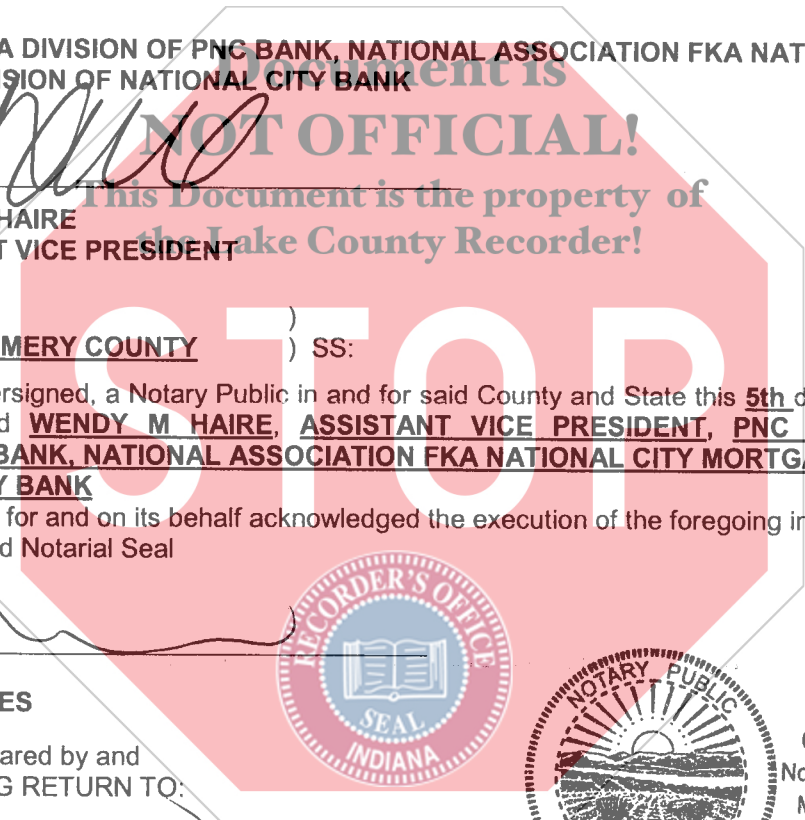 A DIVISION OF PNC BANK, NATIONAL ASSOCIATION FKA NAT
SION OF NATIONAL CITY BANK
Document is
NOT OFFICIAL!
This Document is the property of
the Lake County Recorder!
HAIRE
T VICE PRESIDENT
)
MERY COUNTY ) SS:
STOP
ersigned, a Notary Public in and for said County and State this 5th d
d WENDY M HAIRE, ASSISTANT VICE PRESIDENT, PNC
BANK, NATIONAL ASSOCIATION FKA NATIONAL CITY MORTGA
Y BANK
for and on its behalf acknowledged the execution of the foregoing in
d Notarial Seal
RECORDER'S OFFICE
SEAL
INDIANA
NOTARY PUBLIC
ES
ared by and
G RETURN TO:
No